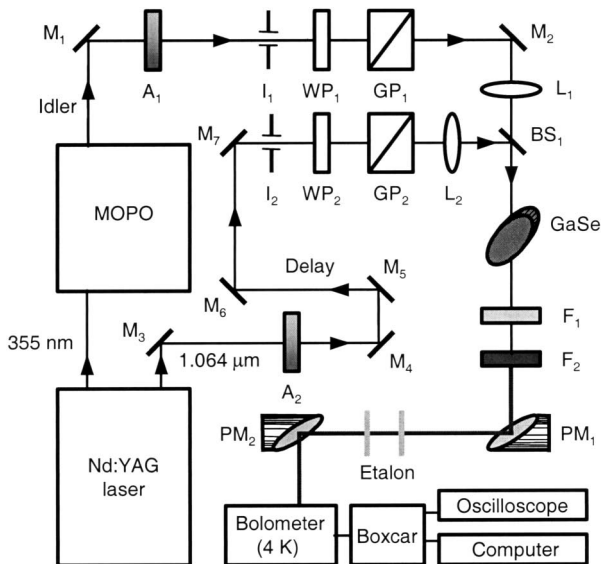 M1
M2
A1
I1
WP1
GP1
L1
Idler
M7
BS1
MOPO
I2
WP2
GP2
L2
GaSe
Delay
M5
M6
F1
M3
355 nm
1.064 μm
M4
F2
A2
PM2
PM1
Nd:YAG
laser
Etalon
Bolometer
(4 K)
Boxcar
Oscilloscope
Computer